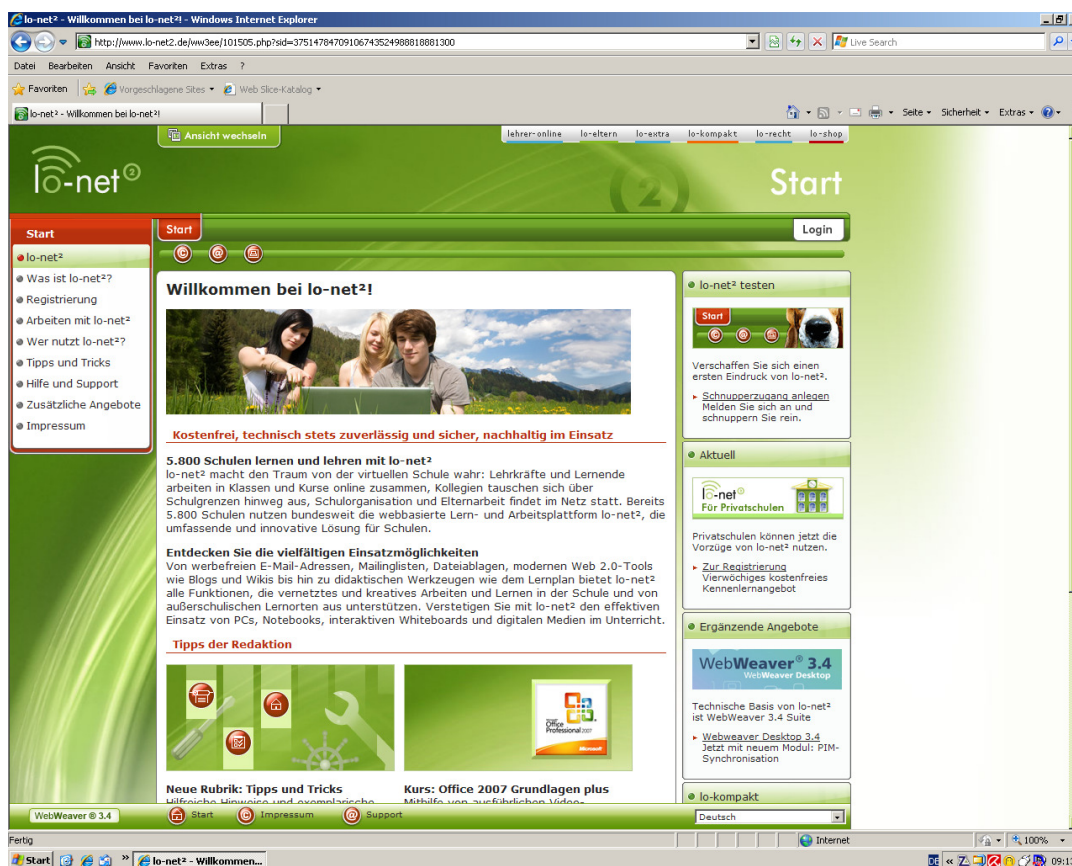 lo-net² - Willkommen bei lo-net²! - Windows Internet Explorer
http://www.lo-net2.de/ww3ee/101505.php?sid=37514784709106743524988818881300
Live Search
Datei Bearbeiten Ansicht Favoriten Extras ?
Favoriten Vorgeschlagene Sites Web Slice-Katalog
lo-net² - Willkommen bei lo-net²!
Seite Sicherheit Extras
Ansicht wechseln
lehrer-online lo-eltern lo-extra lo-kompakt lo-recht lo-shop
lo-net²
Start
Start
lo-net²
Was ist lo-net²?
Registrierung
Arbeiten mit lo-net²
Wer nutzt lo-net²?
Tipps und Tricks
Hilfe und Support
Zusätzliche Angebote
Impressum
Start
Login
Willkommen bei lo-net²!
Kostenfrei, technisch stets zuverlässig und sicher, nachhaltig im Einsatz
5.800 Schulen lernen und lehren mit lo-net²
lo-net² macht den Traum von der virtuellen Schule wahr: Lehrkräfte und Lernende
arbeiten in Klassen und Kurse online zusammen, Kollegien tauschen sich über
Schulgrenzen hinweg aus, Schulorganisation und Elternarbeit findet im Netz statt. Bereits
5.800 Schulen nutzen bundesweit die webbasierte Lern- und Arbeitsplattform lo-net², die
umfassende und innovative Lösung für Schulen.
Entdecken Sie die vielfältigen Einsatzmöglichkeiten
Von werbefreien E-Mail-Adressen, Mailinglisten, Dateiablagen, modernen Web 2.0-Tools
wie Blogs und Wikis bis hin zu didaktischen Werkzeugen wie dem Lernplan bietet lo-net²
alle Funktionen, die vernetztes und kreatives Arbeiten und Lernen in der Schule und von
außerschulischen Lernorten aus unterstützen. Verstetigen Sie mit lo-net² den effektiven
Einsatz von PCs, Notebooks, interaktiven Whiteboards und digitalen Medien im Unterricht.
Tipps der Redaktion
2007 Microsoft
Office
Professional 2007
Microsoft
Neue Rubrik: Tipps und Tricks
Hilfreiche Hinweise und exemplarische
Kurs: Office 2007 Grundlagen plus
Mithilfe von ausführlichen Video-
lo-net² testen
Start
Verschaffen Sie sich einen
ersten Eindruck von lo-net².
Schnupperzugang anlegen
Melden Sie sich an und
schnuppern Sie rein.
Aktuell
lo-net²
Für Privatschulen
Privatschulen können jetzt die
Vorzüge von lo-net² nutzen.
Zur Registrierung
Vierwöchiges kostenfreies
Kennenlernangebot
Ergänzende Angebote
WebWeaver® 3.4
WebWeaver Desktop
Technische Basis von lo-net²
ist WebWeaver 3.4 Suite
Webweaver Desktop 3.4
Jetzt mit neuem Modul: PIM-
Synchronisation
lo-kompakt
WebWeaver ® 3.4
Start Impressum Support
Deutsch
Fertig
Internet
100%
Start
lo-net² - Willkommen...
DE